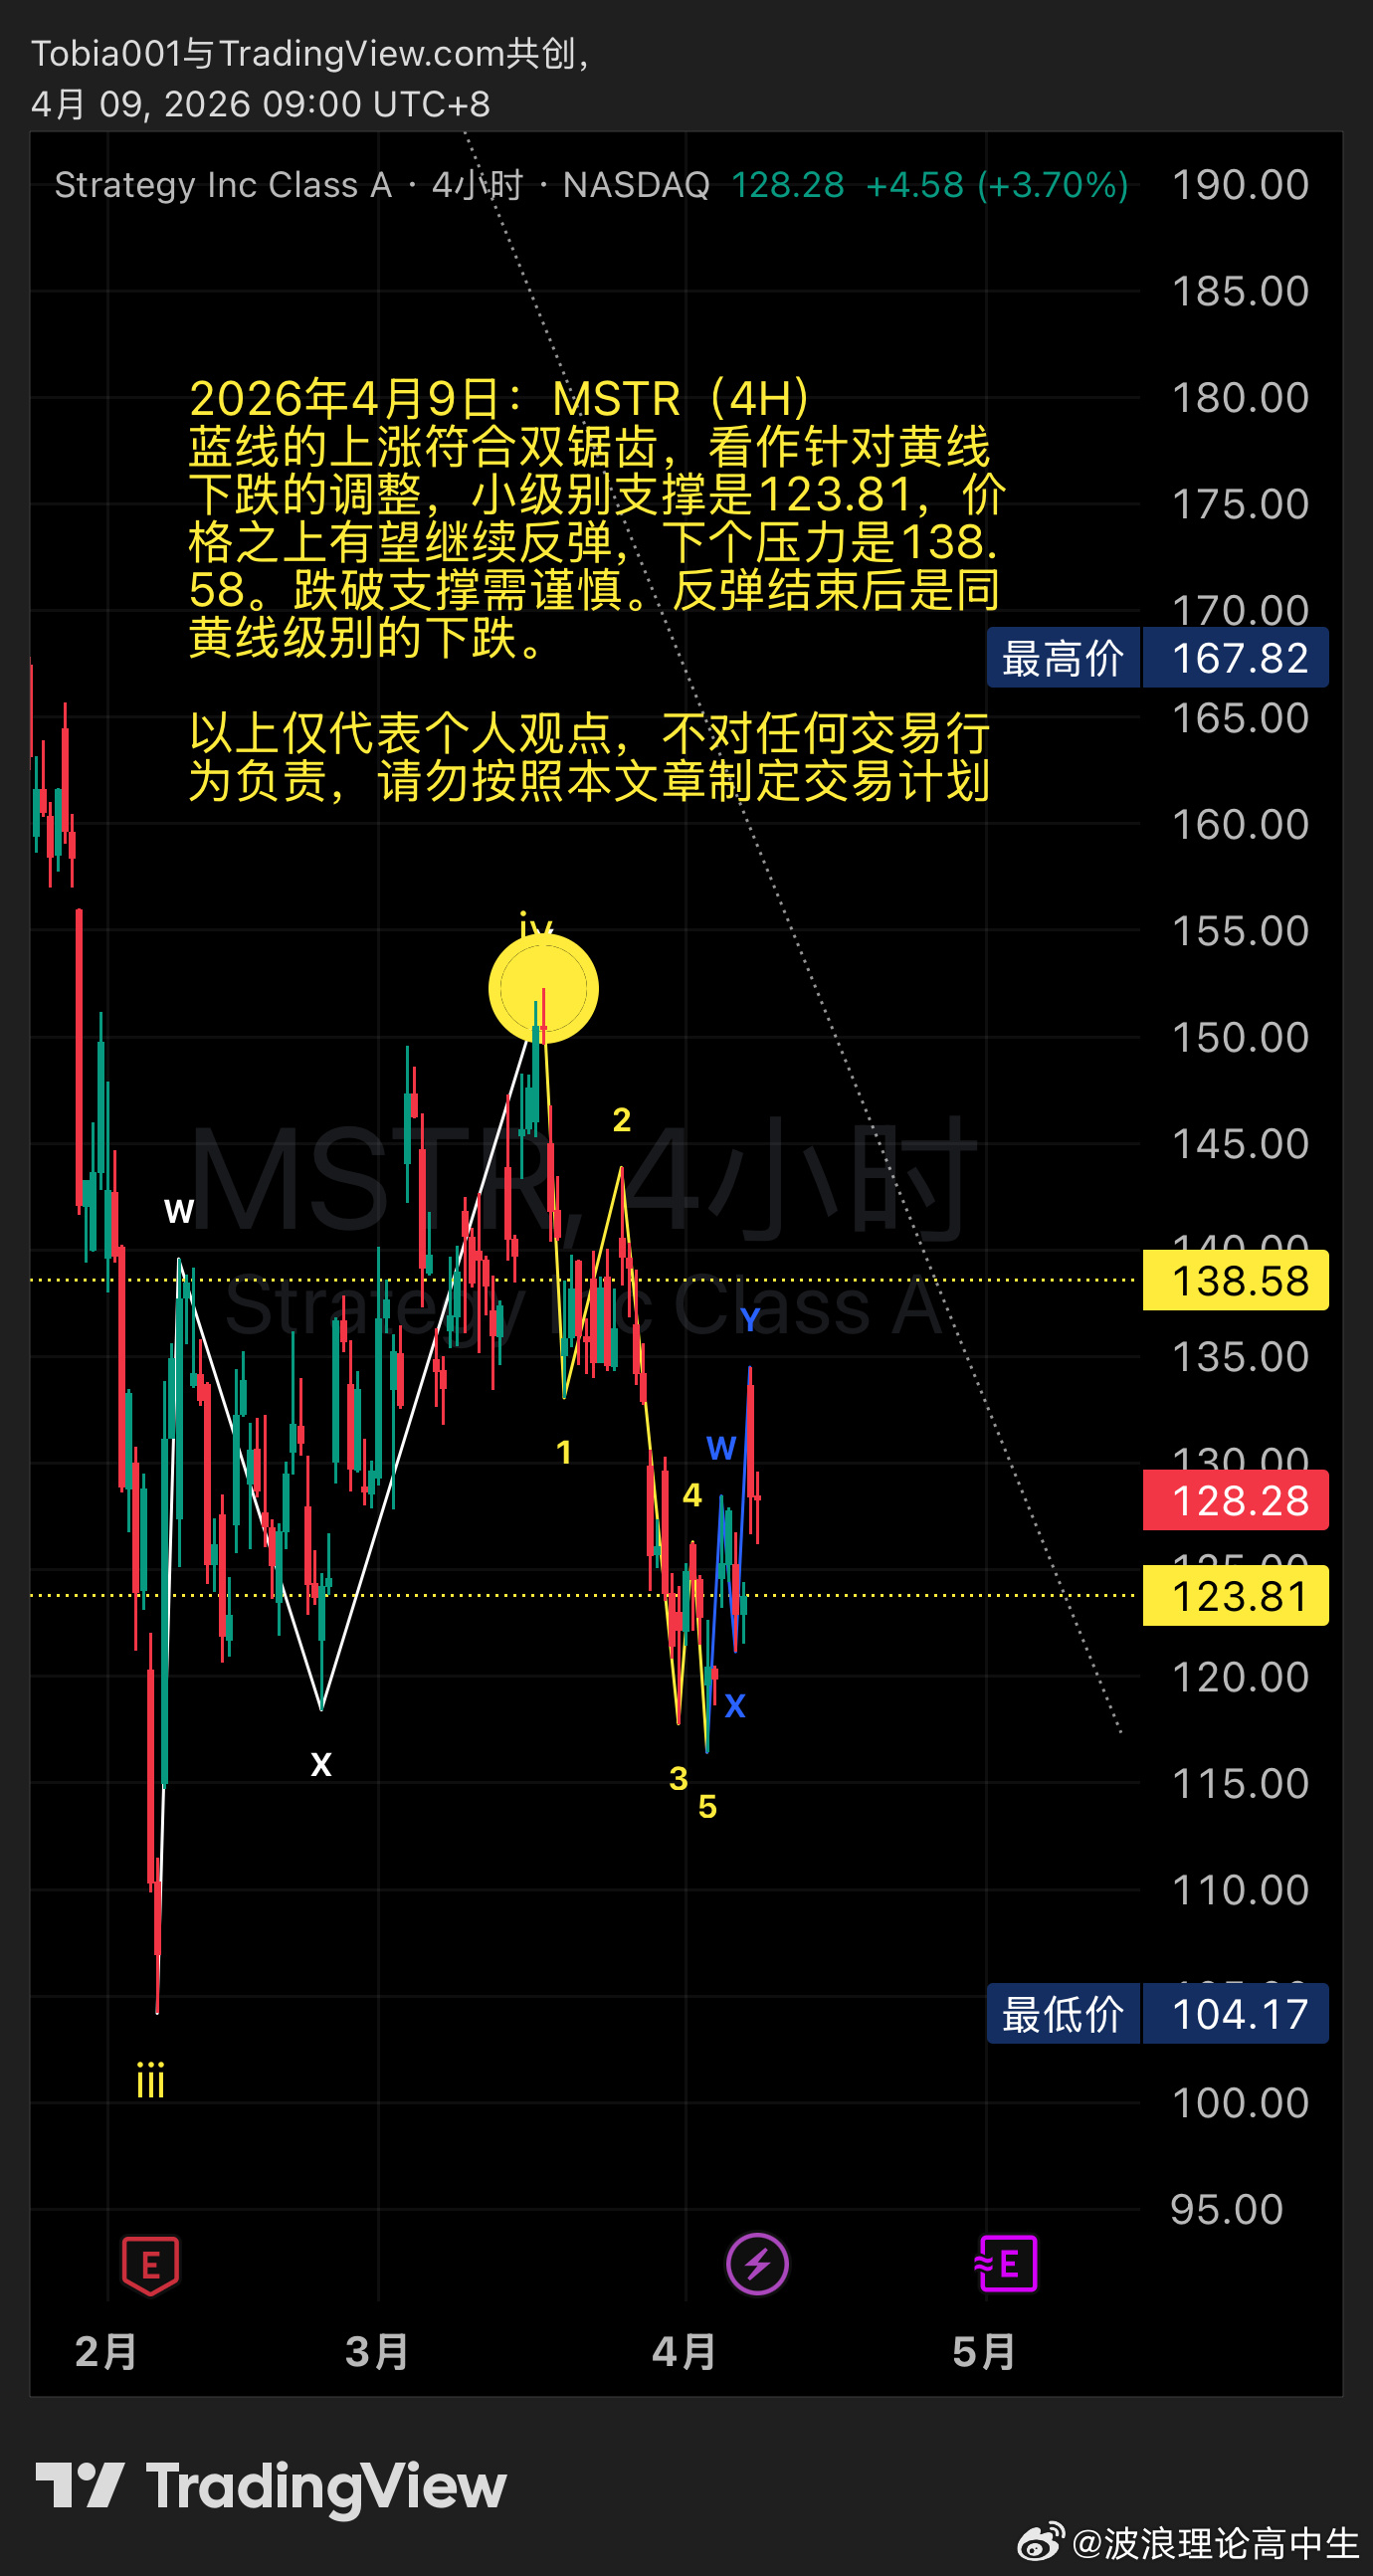 Tobia001与TradingView.com共创，
4月 09, 2026 09:00 UTC+8
Strategy Inc Class A · 4小时 · NASDAQ 128.28 +4.58 (+3.70%)
190.00
185.00
2026年4月9日：MSTR（4H）
蓝线的上涨符合双锯齿，看作针对黄线
下跌的调整，小级别支撑是123.81，价
格之上有望继续反弹，下个压力是138.
58。跌破支撑需谨慎。反弹结束后是同
黄线级别的下跌。
180.00
175.00
170.00
最高价 167.82
以上仅代表个人观点，不对任何交易行
为负责，请勿按照本文章制定交易计划
165.00
160.00
155.00
iv
150.00
2
145.00
MSTR, 4小时
W
140.00
138.58
Strategy Inc Class A
Y
135.00
1
W
130.00
4
128.28
125.00
123.81
120.00
X
X
3
115.00
5
110.00
最低价 104.17
iii
100.00
95.00
E
E
2月 3月 4月 5月
TradingView
@波浪理论高中生